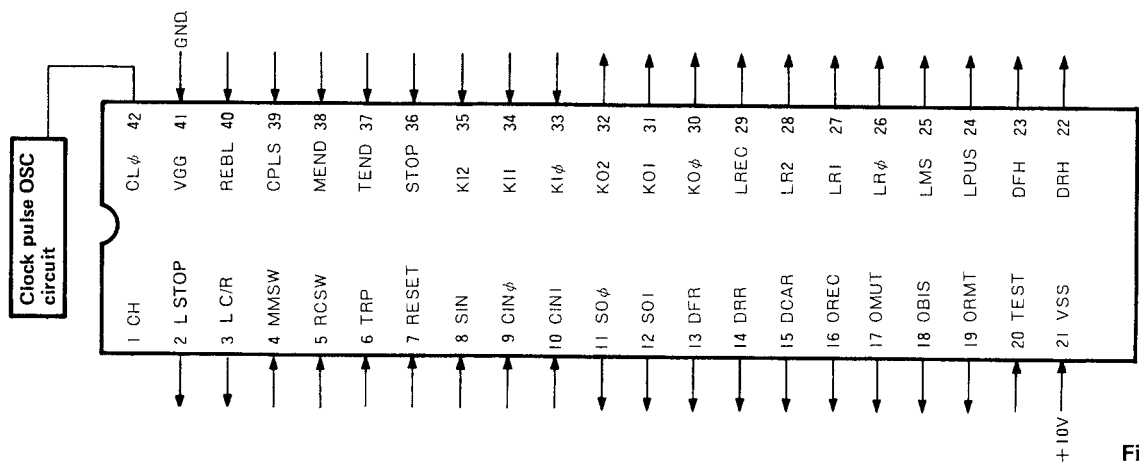 Clock pulse OSC
circuit
GND
CLφ 42
VGG 41
REBL 40
CPLS 39
MEND 38
TEND 37
STOP 36
KI2 35
KI1 34
KIφ 33
KO2 32
KO1 31
KOφ 30
LREC 29
LR2 28
LR1 27
LRφ 26
LMS 25
LPUS 24
DFH 23
DRH 22
1 CH
2 L STOP
3 L C/R
4 MMSW
5 RCSW
6 TRP
7 RESET
8 SIN
9 CINφ
10 CIN1
11 SOφ
12 SO1
13 DFR
14 DRR
15 DCAR
16 OREC
17 OMUT
18 OBIS
19 ORMT
20 TEST
21 VSS
+10V
Fi